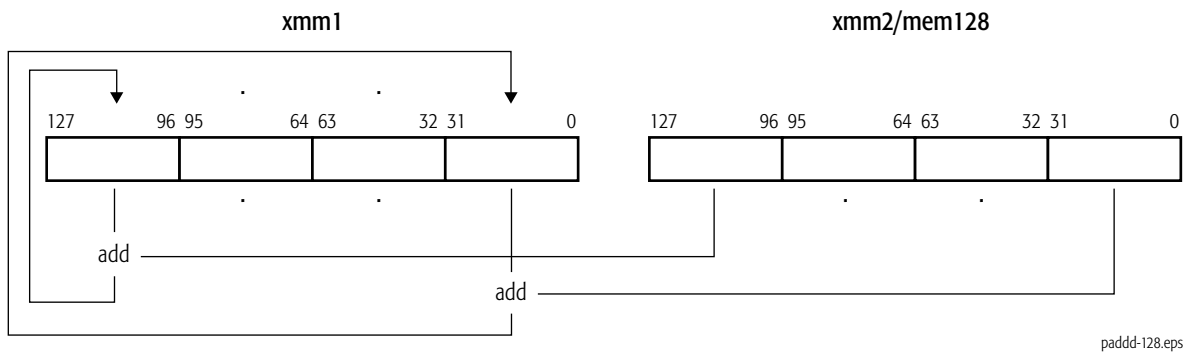 xmm1 xmm2/mem128
. .
127 96 95 64 63 32 31 0 127 96 95 64 63 32 31 0
. . . .
add
add
paddd-128.eps